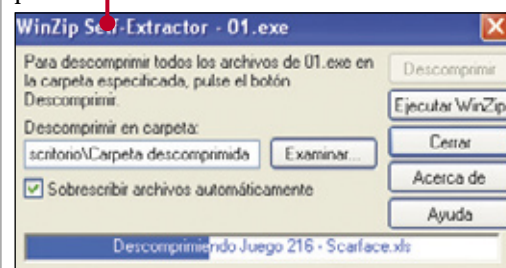 WinZip Self-Extractor - 01.exe
Para descomprimir todos los archivos de 01.exe en
la carpeta especificada, pulse el botón
Descomprimir.
Descomprimir en carpeta:
scritorio\Carpeta descomprimida
Examinar...
Sobrescribir archivos automáticamente
Descomprimir
Ejecutar WinZip
Cerrar
Acerca de
Ayuda
Descomprimiendo Juego 216 - Scarface.xls